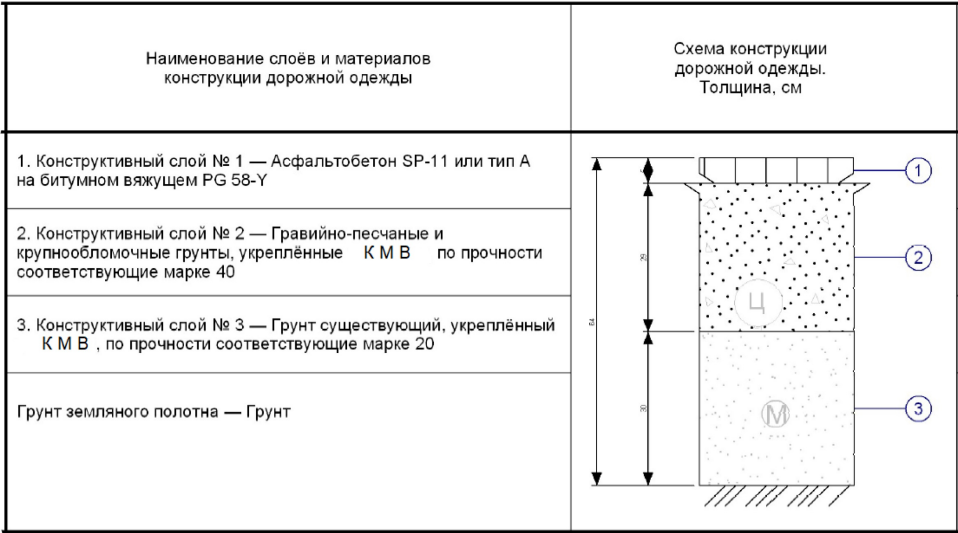 Наименование слоёв и материалов
конструкции дорожной одежды
Схема конструкции
дорожной одежды.
Толщина, см
1. Конструктивный слой № 1 — Асфальтобетон SP-11 или тип А
на битумном вяжущем PG 58-Y
2. Конструктивный слой № 2 — Гравийно-песчаные и
крупнообломочные грунты, укреплённые К М В по прочности
соответствующие марке 40
3. Конструктивный слой № 3 — Грунт существующий, укреплённый
К М В , по прочности соответствующие марке 20
Грунт земляного полотна — Грунт
1
2
Ц
29
64
30
М
3